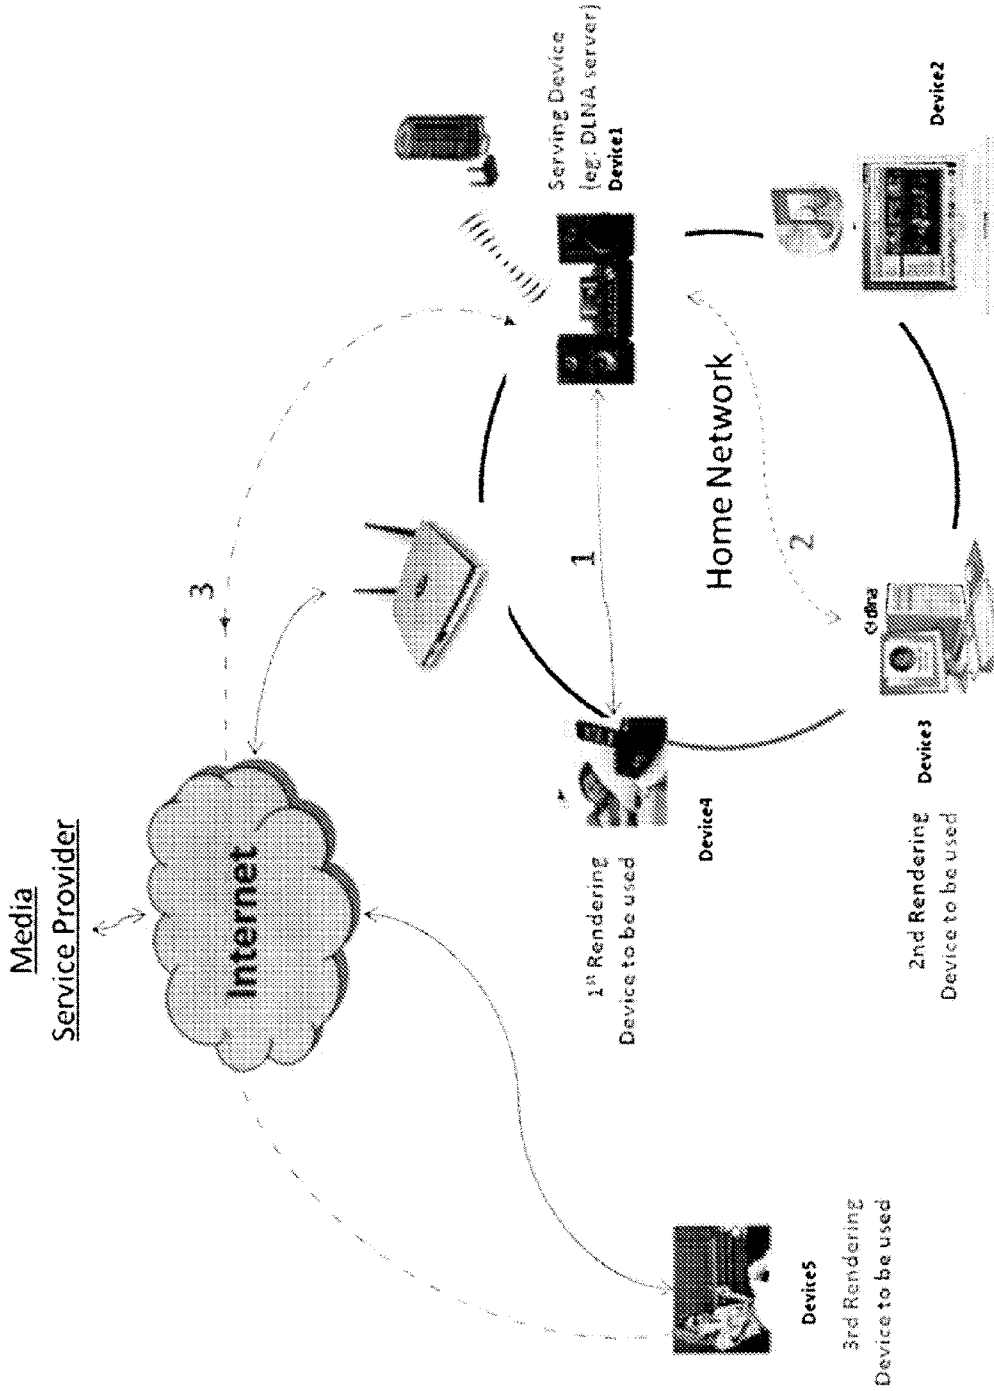 Media
Service Provider
Internet
3
Serving Device
(eg: DLNA server)
Device1
1
Home Network
2
Device2
dlna
Device3
2nd Rendering
Device to be used
Device4
1st Rendering
Device to be used
Device5
3rd Rendering
Device to be used